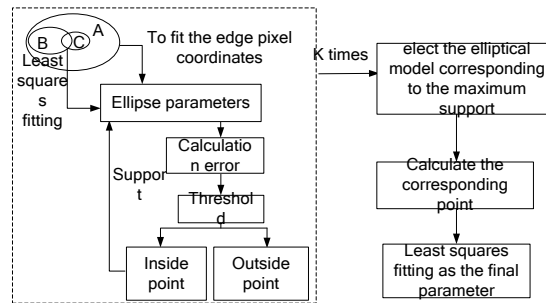 A
B
C
To fit the edge pixel
coordinates
Least
square
s
fitting
Ellipse parameters
Calculatio
n error
Suppor
t
Threshol
d
Inside
point
Outside
point
K times
elect the elliptical
model corresponding
to the maximum
support
Calculate the
corresponding
point
Least squares
fitting as the final
parameter